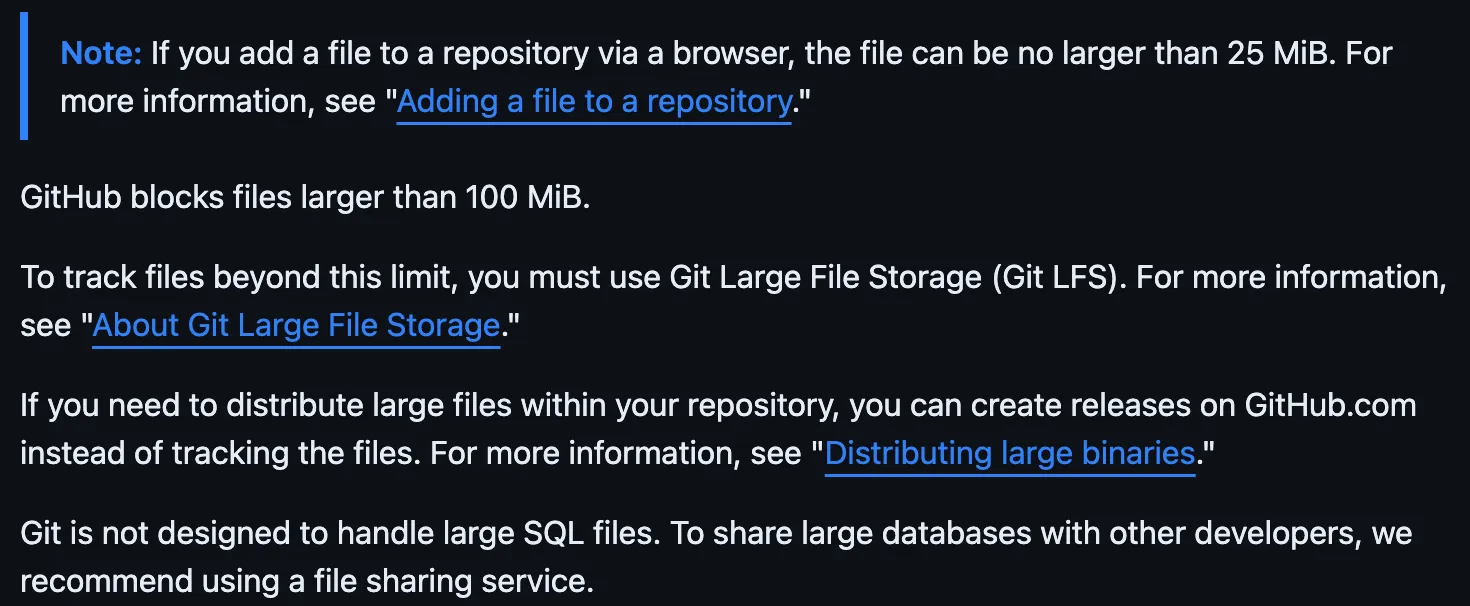 Note: If you add a file to a repository via a browser, the file can be no larger than 25 MiB. For
more information, see "Adding a file to a repository."
GitHub blocks files larger than 100 MiB.
To track files beyond this limit, you must use Git Large File Storage (Git LFS). For more information,
see "About Git Large File Storage."
If you need to distribute large files within your repository, you can create releases on GitHub.com
instead of tracking the files. For more information, see "Distributing large binaries."
Git is not designed to handle large SQL files. To share large databases with other developers, we
recommend using a file sharing service.